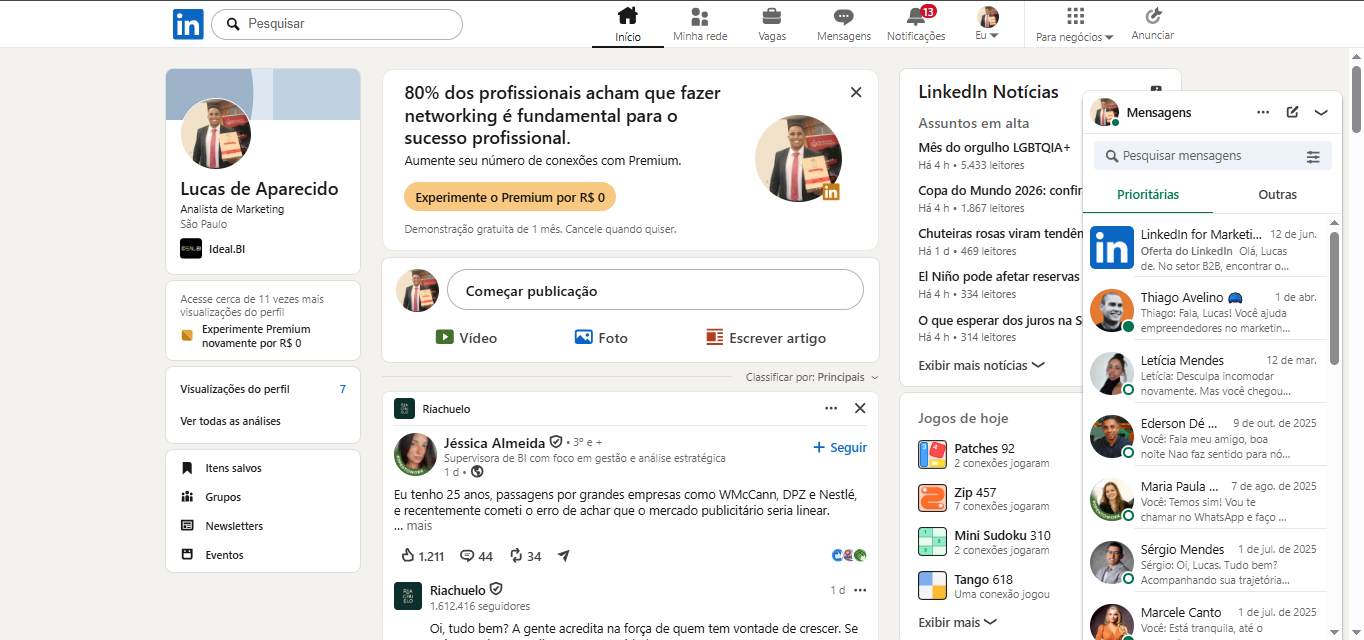 in
Pesquisar
Início
Minha rede
Vagas
Mensagens
13
Notificações
Eu
Para negócios
Anunciar
Lucas de Aparecido
Analista de Marketing
São Paulo
Ideal.BI
Acesse cerca de 11 vezes mais
visualizações do perfil
Experimente Premium
novamente por R$ 0
Visualizações do perfil 7
Ver todas as análises
Itens salvos
Grupos
Newsletters
Eventos
80% dos profissionais acham que fazer
networking é fundamental para o
sucesso profissional.
Aumente seu número de conexões com Premium.
Experimente o Premium por R$ 0
Demonstração gratuita de 1 mês. Cancele quando quiser.
in
Começar publicação
Vídeo
Foto
Escrever artigo
Classificar por: Principais
Riachuelo
Jéssica Almeida • 3º e +
Supervisora de BI com foco em gestão e análise estratégica
1 d •
+ Seguir
Eu tenho 25 anos, passagens por grandes empresas como WMcCann, DPZ e Nestlé,
e recentemente cometi o erro de achar que o mercado publicitário seria linear.
... mais
1.211
44
34
RIA
CHU
ELO
Riachuelo
1 d
1.612.416 seguidores
Oi, tudo bem? A gente acredita na força de quem tem vontade de crescer. Se
LinkedIn Notícias
Assuntos em alta
Mês do orgulho LGBTQIA+
Há 4 h • 5.433 leitores
Copa do Mundo 2026: confir
Há 4 h • 1.867 leitores
Chuteiras rosas viram tendên
Há 1 d • 469 leitores
El Niño pode afetar reservas
Há 4 h • 334 leitores
O que esperar dos juros na S
Há 4 h • 314 leitores
Exibir mais notícias
Jogos de hoje
Patches 92
2 conexões jogaram
Zip 457
7 conexões jogaram
Mini Sudoku 310
2 conexões jogaram
Tango 618
Uma conexão jogou
Exibir mais
Mensagens
Pesquisar mensagens
Prioritárias
Outras
in
LinkedIn for Marketi... 12 de jun.
Oferta do LinkedIn Olá, Lucas
de. No setor B2B, encontrar o...
Thiago Avelino 1 de abr.
Thiago: Fala, Lucas! Você ajuda
empreendedores no marketin...
Letícia Mendes 12 de mar.
Letícia: Desculpa incomodar
novamente. Mas você chegou...
Ederson Dé ... 9 de out. de 2025
Você: Fala meu amigo, boa
noite Nao faz sentido para nó...
Maria Paula ... 7 de ago. de 2025
Você: Temos sim! Vou te
chamar no WhatsApp e faço ...
Sérgio Mendes 1 de jul. de 2025
Sérgio: Oi, Lucas. Tudo bem?
Acompanhando sua trajetória...
Marcele Canto 1 de jul. de 2025
Você: Está tranquila, até o